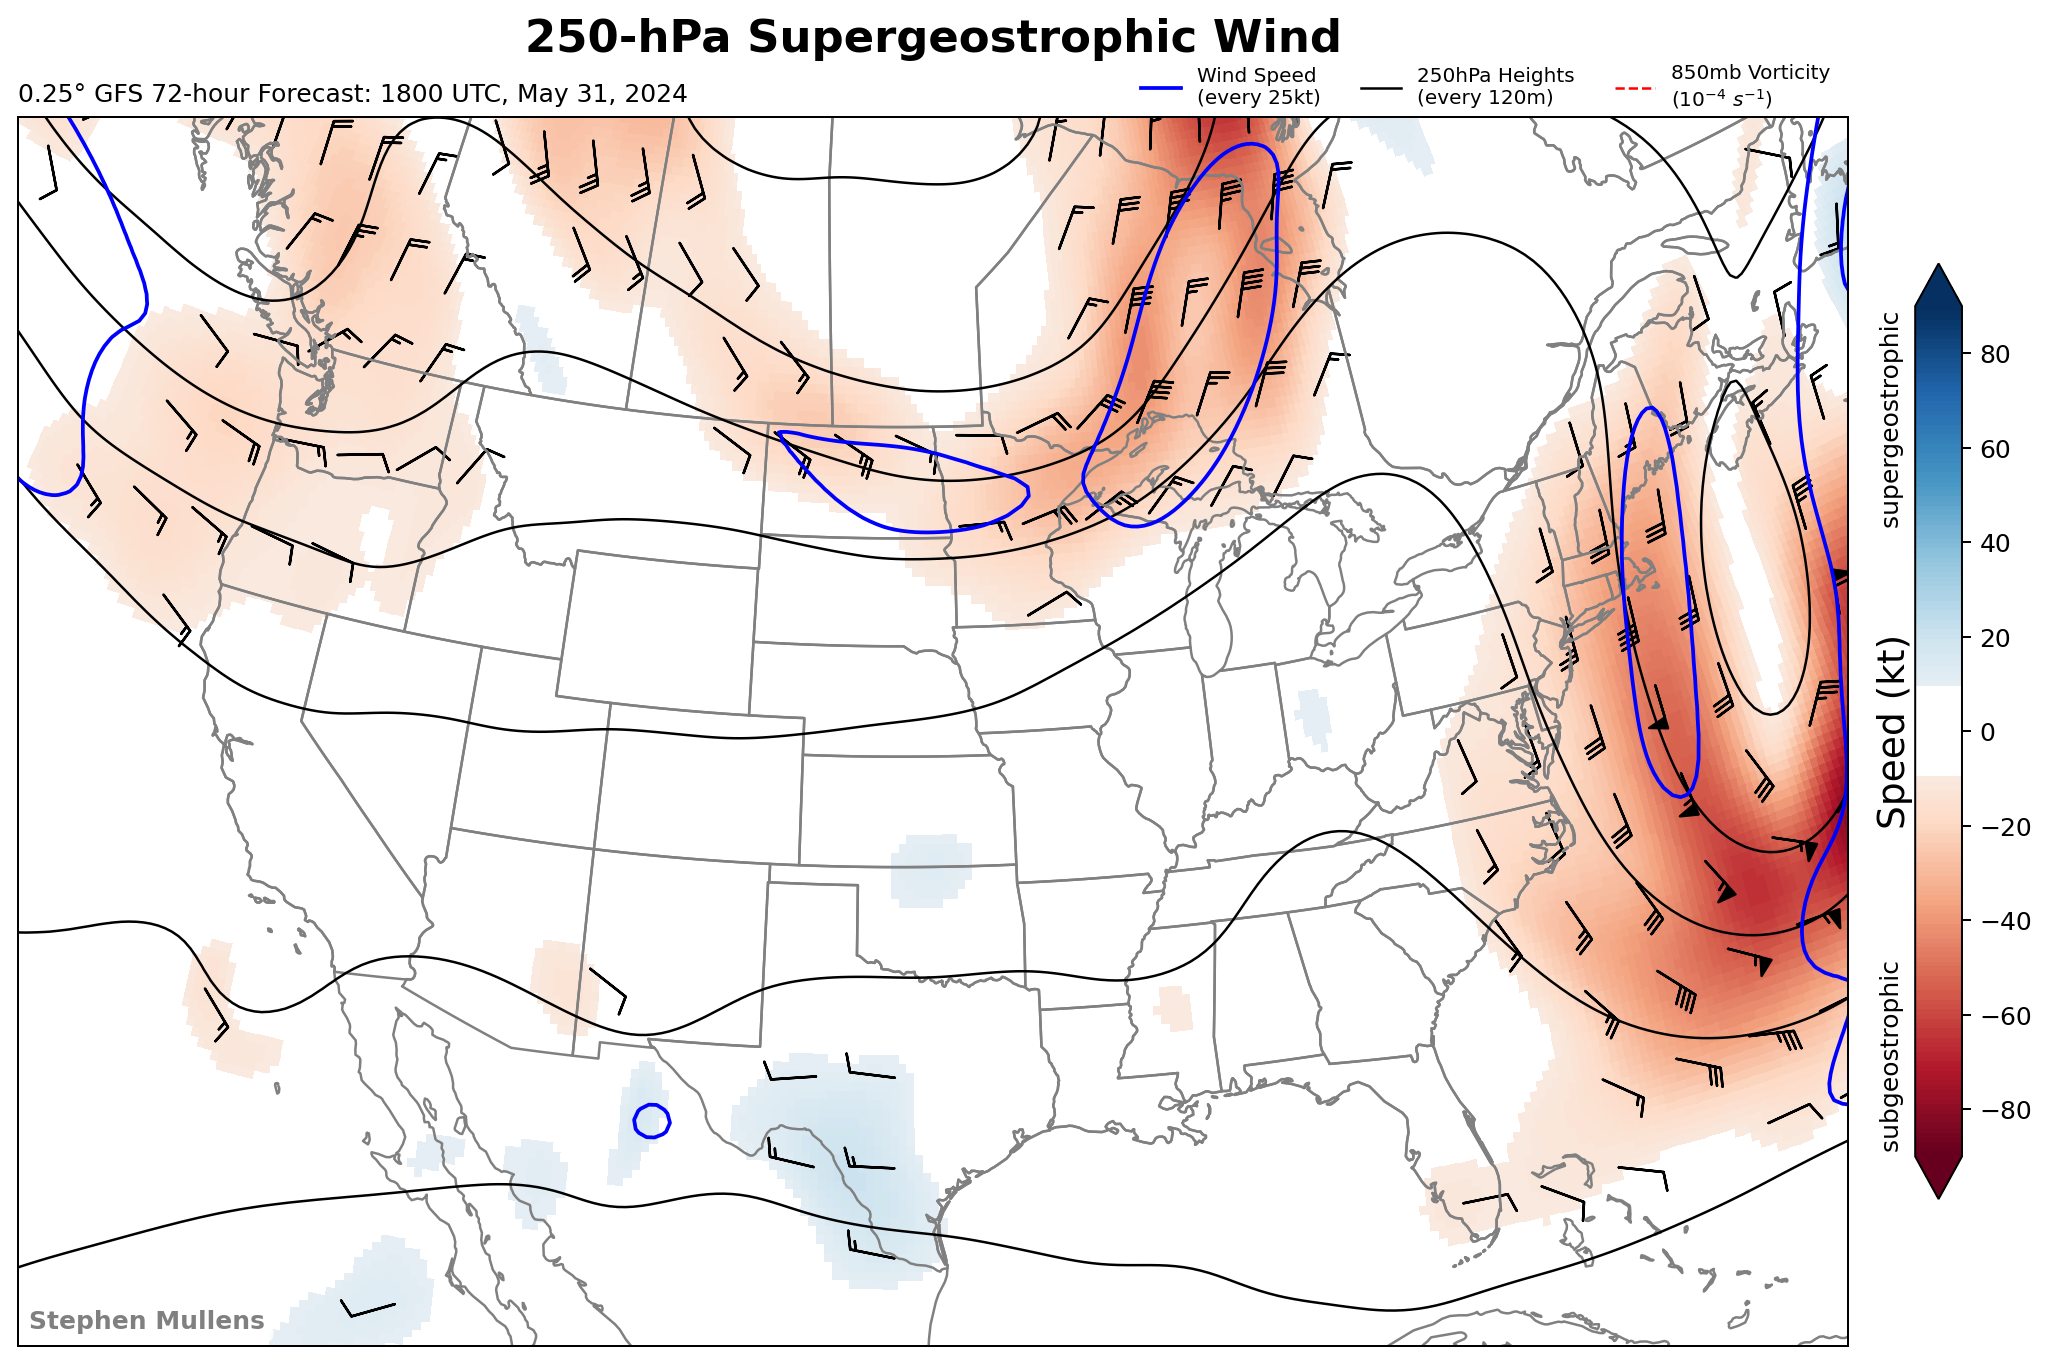 250-hPa Supergeostrophic Wind
0.25° GFS 72-hour Forecast: 1800 UTC, May 31, 2024
Wind Speed
(every 25kt)
250hPa Heights
(every 120m)
850mb Vorticity
(10⁻⁴ s⁻¹)
supergeostrophic
Speed (kt)
subgeostrophic
80
60
40
20
0
−20
−40
−60
−80
Stephen Mullens